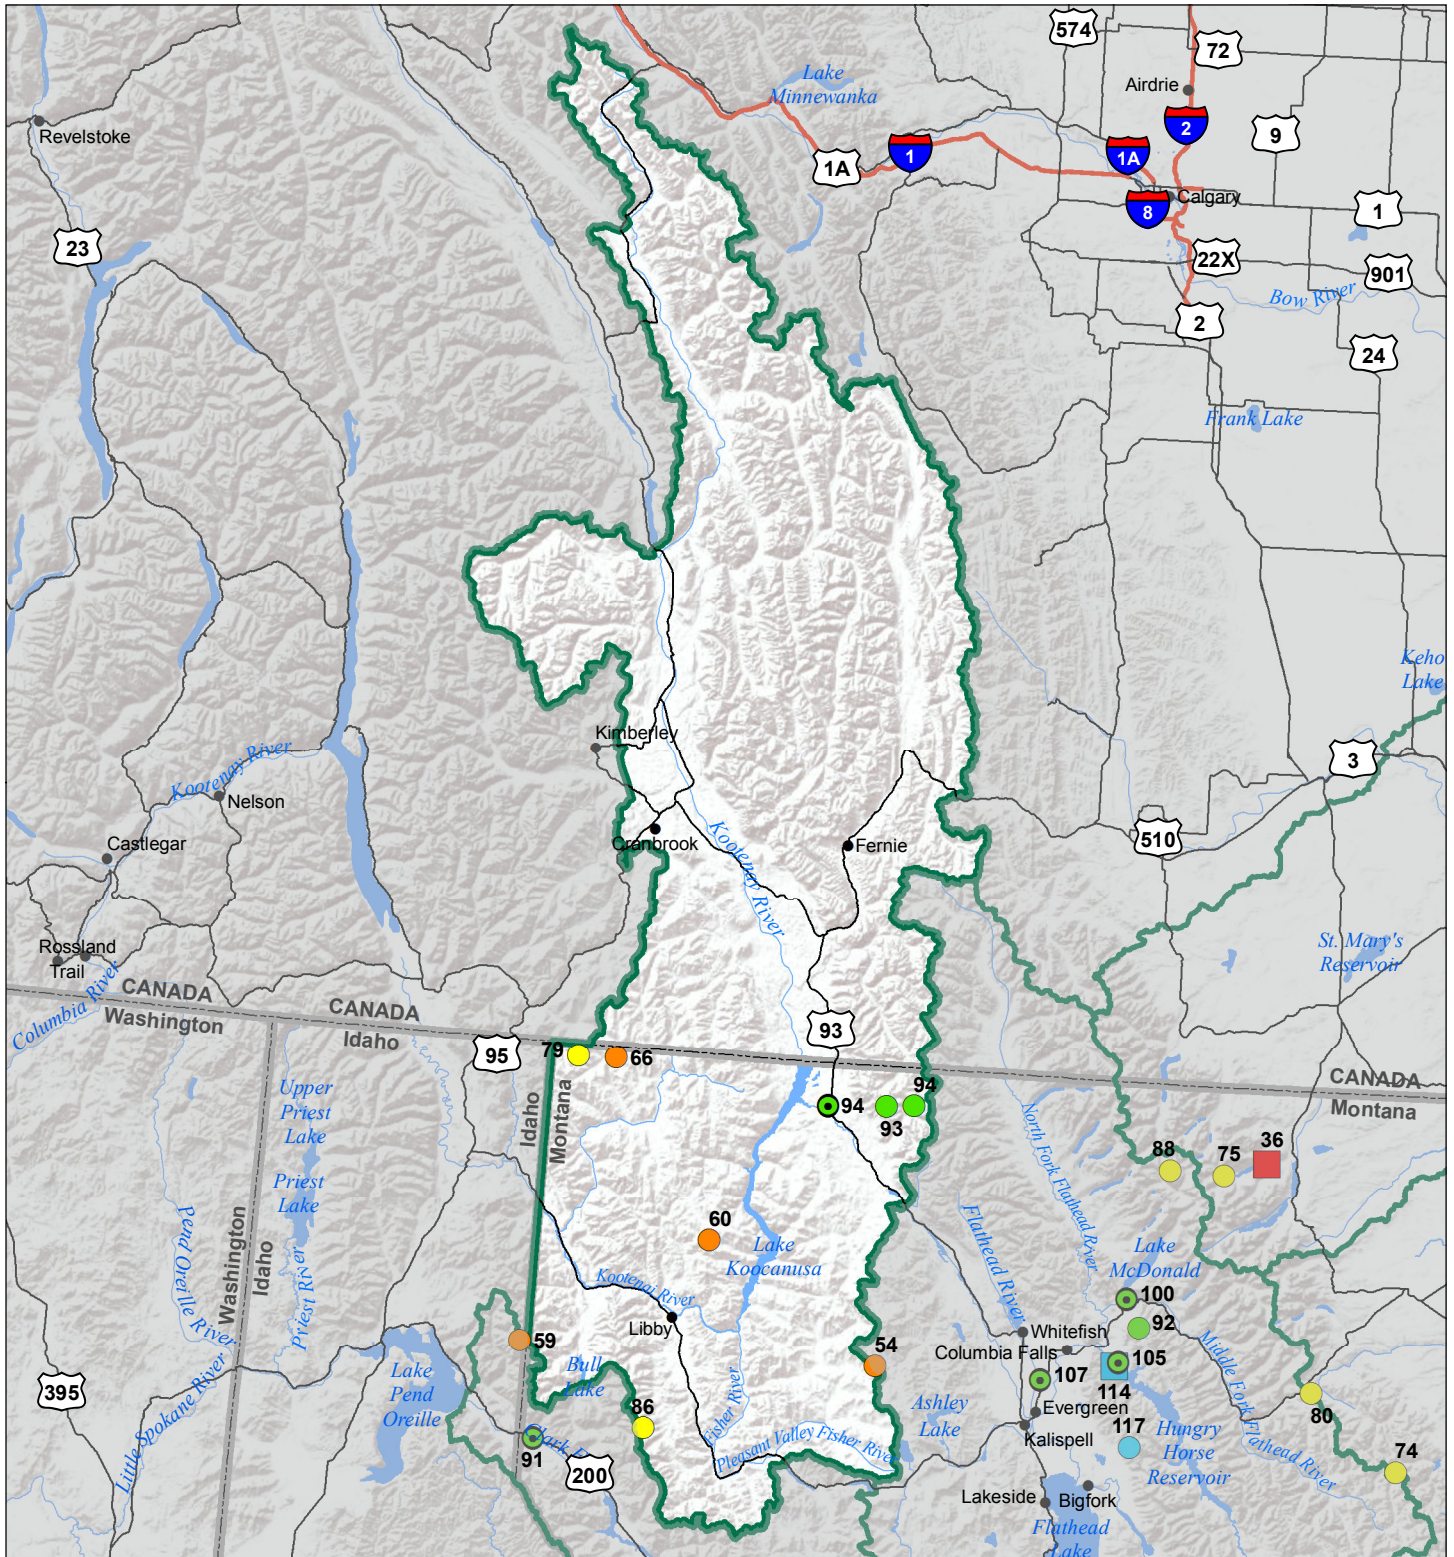 574
72
Lake
Minnewanka
Airdrie
Revelstoke
2
9
1
1A
1A
Calgary
8
1
23
22X
901
Bow River
2
24
Frank Lake
Keho
Lake
Kimberley
Kootenay River
3
Nelson
Kootenay River
Castlegar
Cranbrook
Fernie
510
Rossland
Trail
St. Mary's
Reservoir
Columbia River
CANADA
Washington
CANADA
Idaho
95
79
66
93
CANADA
Montana
Idaho
Montana
Upper
Priest
Lake
94
94
93
North Fork Flathead River
88
75
36
Priest
Lake
Pend Oreille River
Washington
Idaho
Priest River
60
Lake
Koocanusa
Flathead River
Lake
McDonald
Kootenai River
100
Libby
92
Whitefish
Columbia Falls
59
54
105
107
114
Middle Fork Flathead River
Bull
Lake
Lake
Pend
Oreille
395
Little Spokane River
86
Fisher River
Ashley
Lake
Evergreen
Kalispell
80
117
Hungry
Horse
Reservoir
Clark
91
200
Pleasant Valley Fisher River
74
Lakeside
Bigfork
Flathead
Lake